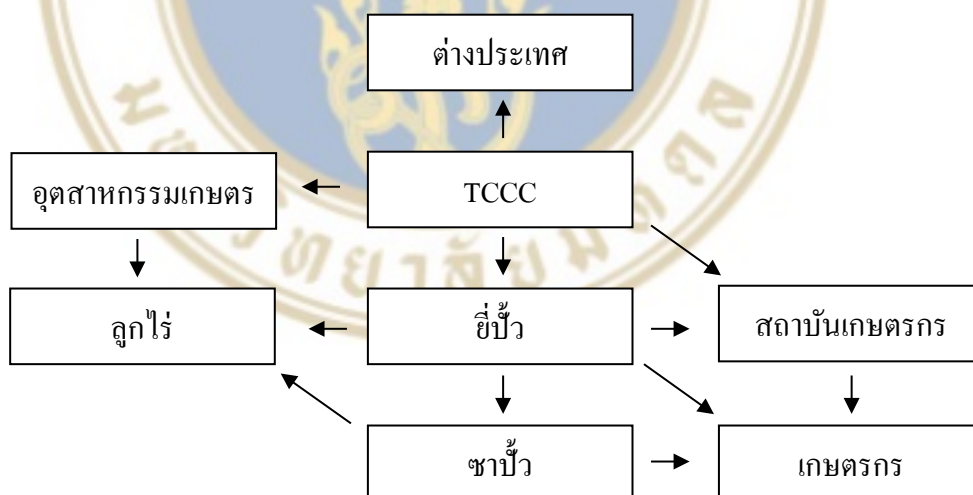 ต่างประเทศ
อุตสาหกรรมเกษตร
TCCC
ลูกไร่
ยี่ปั๊ว
สถาบันเกษตรกร
ซาปั๊ว
เกษตรกร